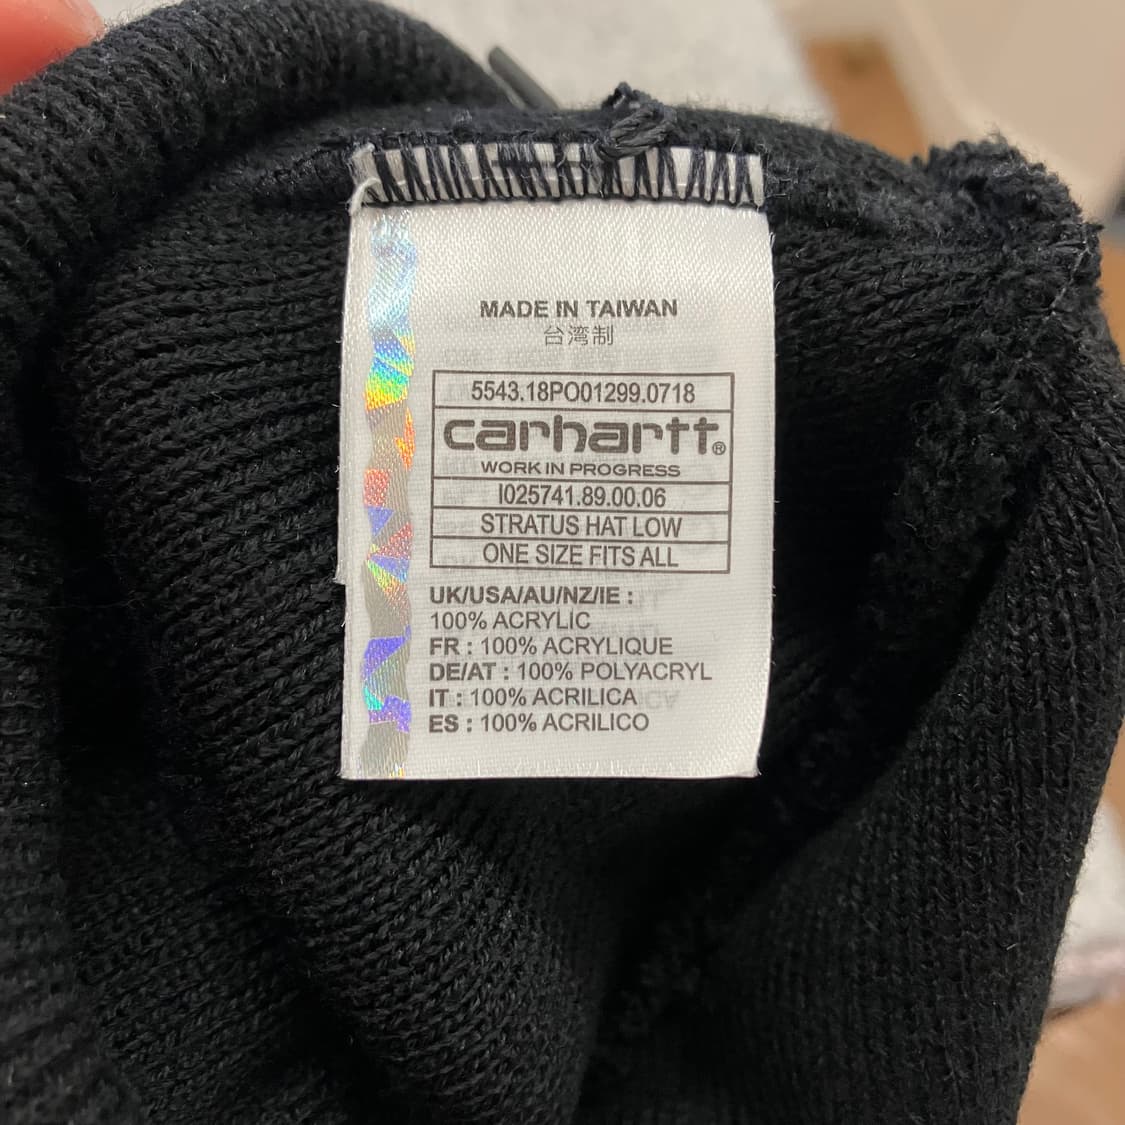 MADE IN TAIWAN
台湾制
5543.18PO01299.0718
carhartt®
WORK IN PROGRESS
I025741.89.00.06
STRATUS HAT LOW
ONE SIZE FITS ALL
UK/USA/AU/NZ/IE :
100% ACRYLIC
FR : 100% ACRYLIQUE
DE/AT : 100% POLYACRYL
IT : 100% ACRILICA
ES : 100% ACRILICO